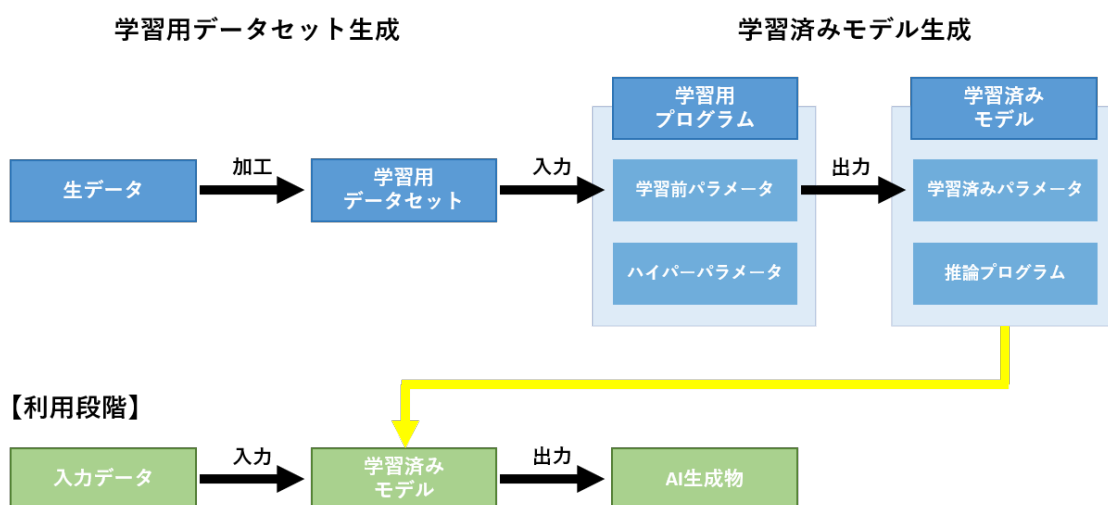 学習用データセット生成
学習済みモデル生成
学習用
プログラム
学習済み
モデル
生データ
加工
学習用
データセット
入力
学習前パラメータ
出力
学習済みパラメータ
ハイパーパラメータ
推論プログラム
【利用段階】
入力データ
入力
学習済み
モデル
出力
AI生成物